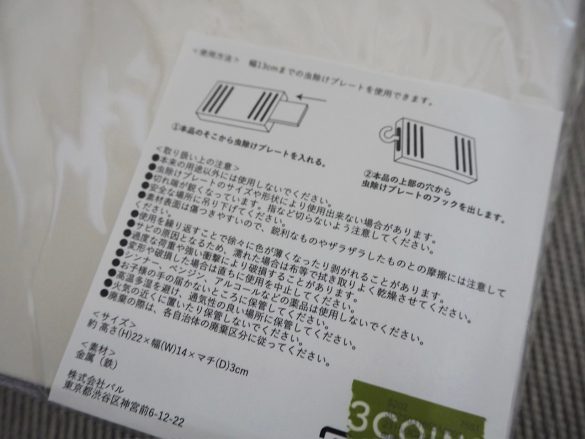 <使用方法> 幅13cmまでの虫除けプレートを使用できます。
①本品のそこから虫除けプレートを入れる。
②本品の上部の穴から
虫除けプレートのフックを出します。
<取り扱い上の注意>
●本来の用途以外には使用しないでください。
●虫除けプレートのサイズや形状により使用出来ない場合があります。
●切れ端が鋭くなっています。指など切らないよう注意してください。
●安全な場所に吊り下げてください。
●素材表面は傷つきやすいので、鋭利なものやザラザラしたものとの摩擦には注意して
ください。
●使用を繰り返すことで徐々に色が薄くなったり剥がれることがあります。
●サビの原因となるため、濡れた場合は布等で拭き取りよく乾燥させてください。
●過度な荷重や強い衝撃により破損することがあります。
●変形や破損した場合は直ちに使用を中止してください。
●シンナー、ベンジン、アルコールなどの薬品は使用しないでください。
●お子様の手の届かないところに保管してください。
●高温多湿を避け、通気性の良い場所に保管してください。
●火気の近くに置いたり保管しないでください。
●廃棄の際は、各自治体の廃棄区分に従ってください。
<サイズ>
約 高さ(H)22×幅(W)14×マチ(D)3cm
<素材>
金属（鉄）
株式会社パル
東京都渋谷区神宮前6-12-22
3COIN